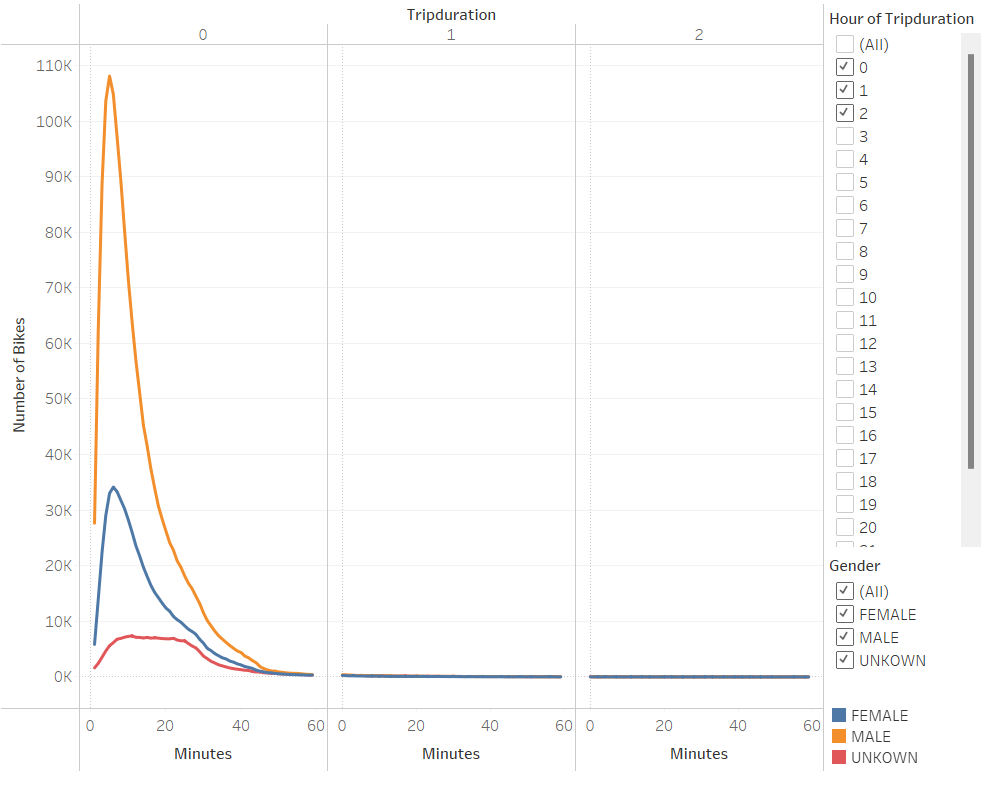 Tripduration
0 1 2
110K
100K
90K
80K
70K
60K
50K
40K
30K
20K
10K
0K
Number of Bikes
0 20 40 60 0 20 40 60 0 20 40 60
Minutes Minutes Minutes
Hour of Tripduration
(All)
0
1
2
3
4
5
6
7
8
9
10
11
12
13
14
15
16
17
18
19
20
Gender
(All)
FEMALE
MALE
UNKOWN
FEMALE
MALE
UNKOWN